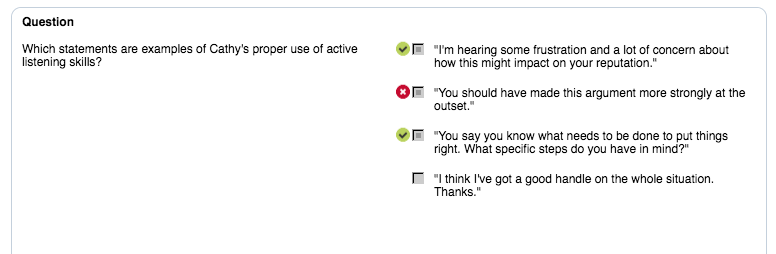 Question
Which statements are examples of Cathy's proper use of active
listening skills?
"I'm hearing some frustration and a lot of concern about
how this might impact on your reputation."
"You should have made this argument more strongly at the
outset."
"You say you know what needs to be done to put things
right. What specific steps do you have in mind?"
"I think I've got a good handle on the whole situation.
Thanks."